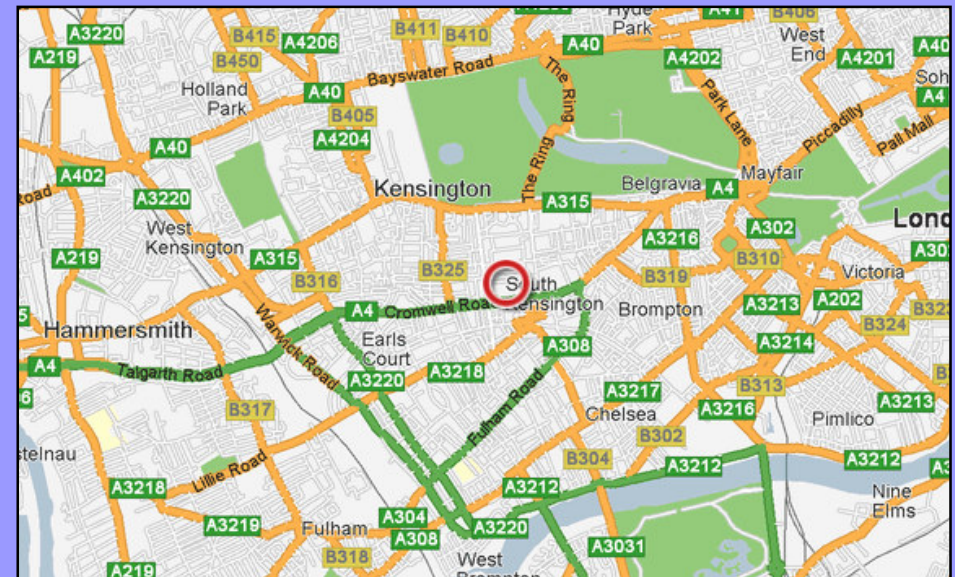 Hyde
Park
A41
B406
A3220
B415
A4206
B411
B410
A40
West
End
A219
B450
A4202
A4201
A40
Bayswater Road
The Ring
Holland
Park
A40
Park Lane
A4
B405
Piccadilly
Pall Mall
A4204
A40
The Ring
A402
Mayfair
Road
Kensington
Belgravia
A4
A3220
A315
West
Kensington
A302
A3216
A219
A315
B325
B310
B316
B319
Victoria
South
Kensington
Brompton
A3213
A202
A4
Cromwell Road
B324
Hammersmith
Warwick Road
Earls
Court
A308
A3214
A4
Talgarth Road
A3220
A3218
B313
A3217
A3213
B317
Fulham Road
Chelsea
A3216
Pimlico
B302
B304
A3212
A3212
Lillie Road
A3218
A3212
Nine
Elms
A3219
A304
Fulham
A308
A3220
A3031
B318
West
Brompton
A219